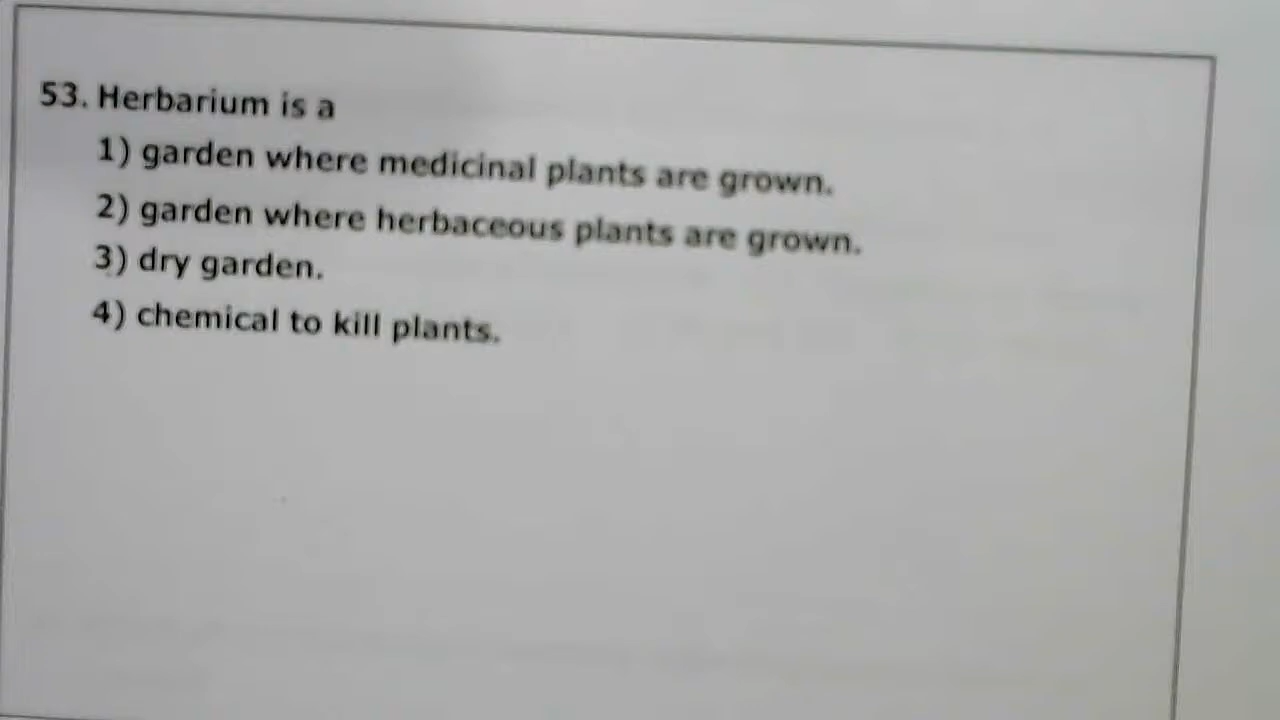 53. Herbarium is a
1) garden where medicinal plants are grown.
2) garden where herbaceous plants are grown.
3) dry garden.
4) chemical to kill plants.